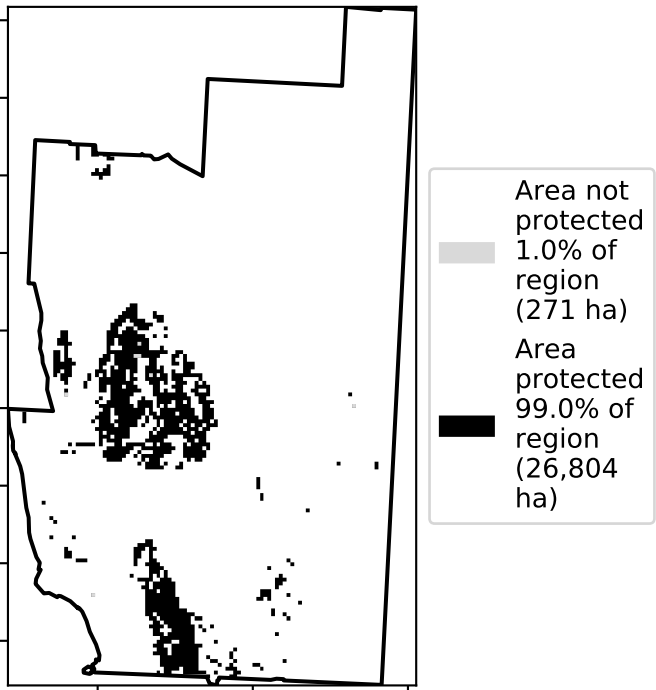 Area not
protected
1.0% of
region
(271 ha)
Area
protected
99.0% of
region
(26,804
ha)